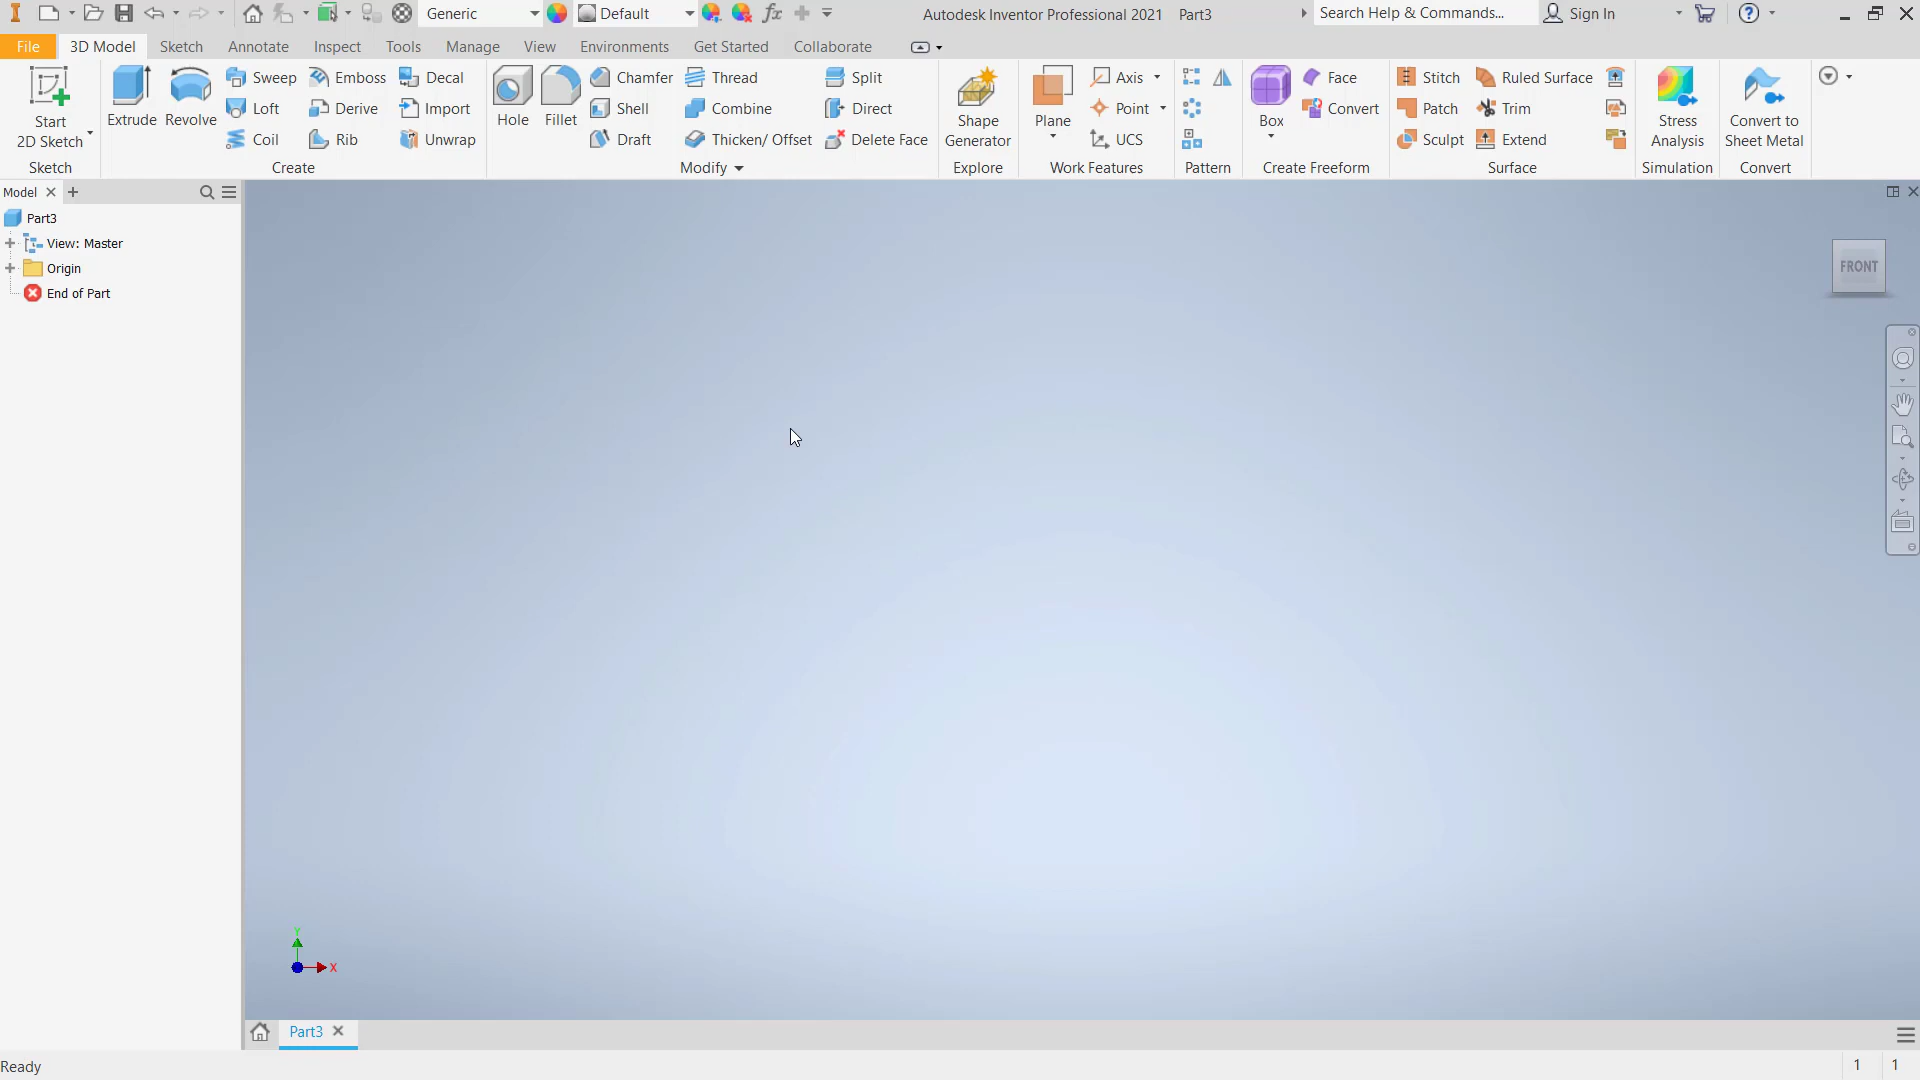 Generic
Default
Autodesk Inventor Professional 2021 Part3
Search Help & Commands...
Sign In
File 3D Model Sketch Annotate Inspect Tools Manage View Environments Get Started Collaborate
Start
2D Sketch
Sketch
Extrude
Revolve
Sweep
Loft
Coil
Emboss
Derive
Rib
Decal
Import
Unwrap
Create
Hole
Fillet
Chamfer
Shell
Draft
Thread
Combine
Thicken/ Offset
Split
Direct
Delete Face
Modify
Shape
Generator
Explore
Plane
Axis
Point
UCS
Work Features
Pattern
Box
Face
Convert
Create Freeform
Stitch
Patch
Sculpt
Ruled Surface
Trim
Extend
Surface
Stress
Analysis
Simulation
Convert to
Sheet Metal
Convert
Model
Part3
View: Master
Origin
End of Part
FRONT
Y
X
Part3
Ready
1 1